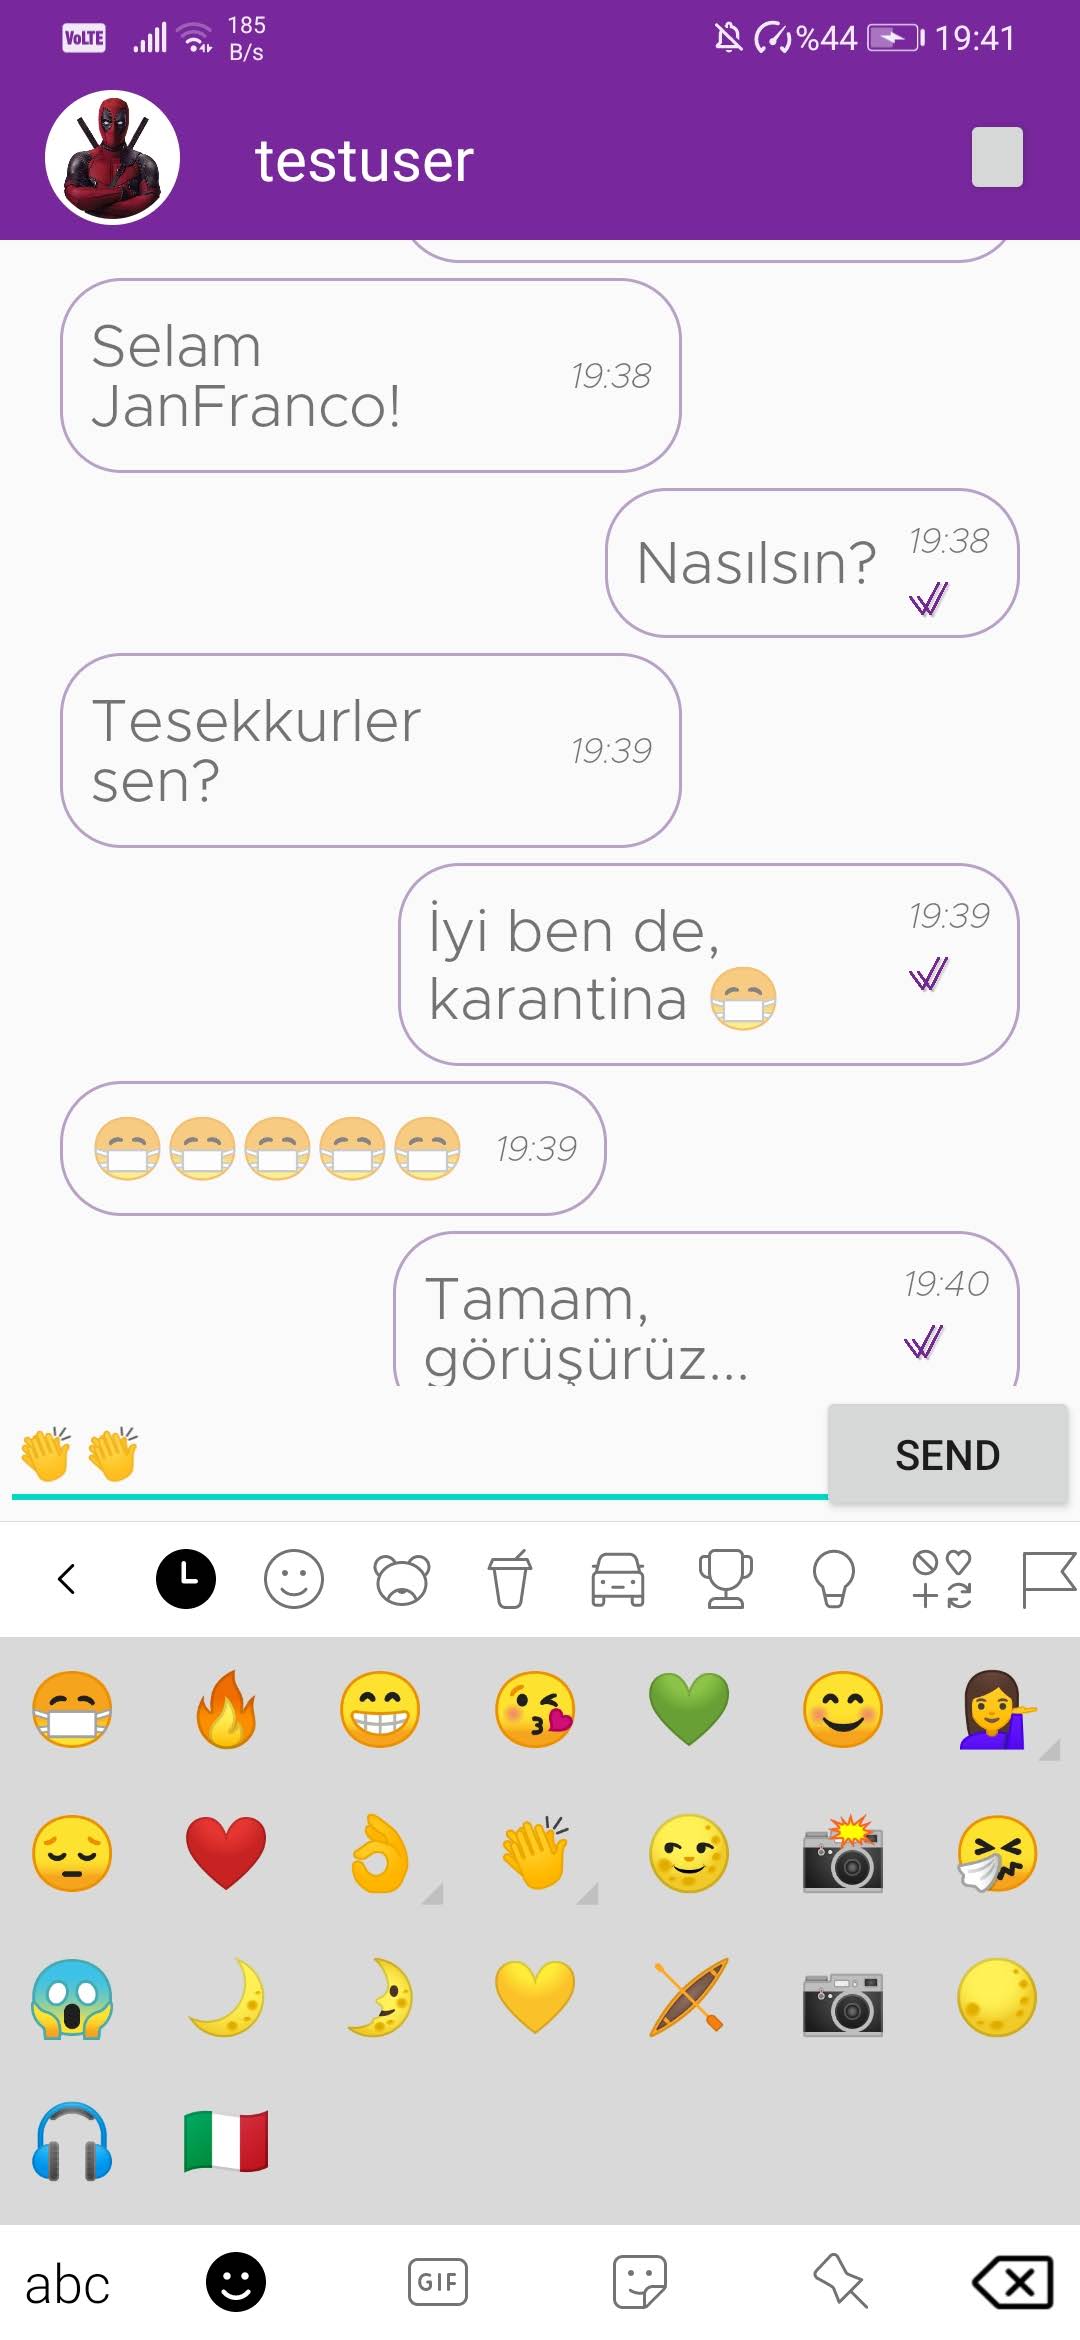 VoLTE 185 B/s %44 19:41
testuser
Selam
JanFranco!
19:38
Nasılsın?
19:38
Tesekkurler
sen?
19:39
İyi ben de,
karantina 😷
19:39
😷😷😷😷😷 19:39
Tamam,
görüşürüz...
19:40
👏👏
SEND
abc
GIF